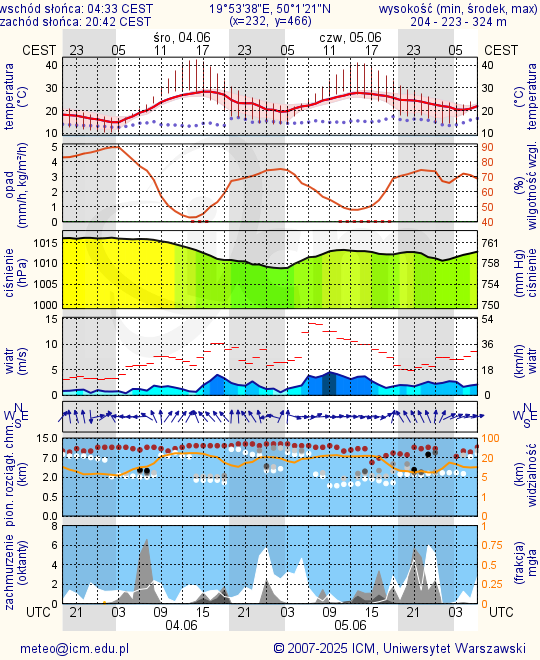 wschód słońca: 04:33 CEST 19°53'38"E, 50°1'21"N wysokość (min, środek, max)
zachód słońca: 20:42 CEST (x=232, y=466) 204 - 223 - 324 m
śro, 04.06 czw, 05.06
CEST 23 05 11 17 23 05 11 17 23 05 CEST
temperatura (°C) 40 30 20 10 40 30 20 10 (°C) temperatura
opad (mm/h, kg/m²/h) 5 4 3 2 1 0 90 80 70 60 50 40 (%) wilgotność wzgl.
ciśnienie (hPa) 1015 1010 1005 1000 761 758 754 750 (mm Hg) ciśnienie
wiatr (m/s) 15 10 5 0 54 36 18 0 (km/h) wiatr
N W E S N W E S
pion. rozciągł. chm. (km) 15.0 7.0 2.0 0.5 0.0 100 20 10 5 1 0 (km) widzialność
zachmurzenie (oktanty) 8 6 4 2 0 1 0.75 0.5 0.25 0 (frakcja) mgła
UTC 21 03 09 15 21 03 09 15 21 03 UTC
04.06 05.06
meteo@icm.edu.pl © 2007-2025 ICM, Uniwersytet Warszawski